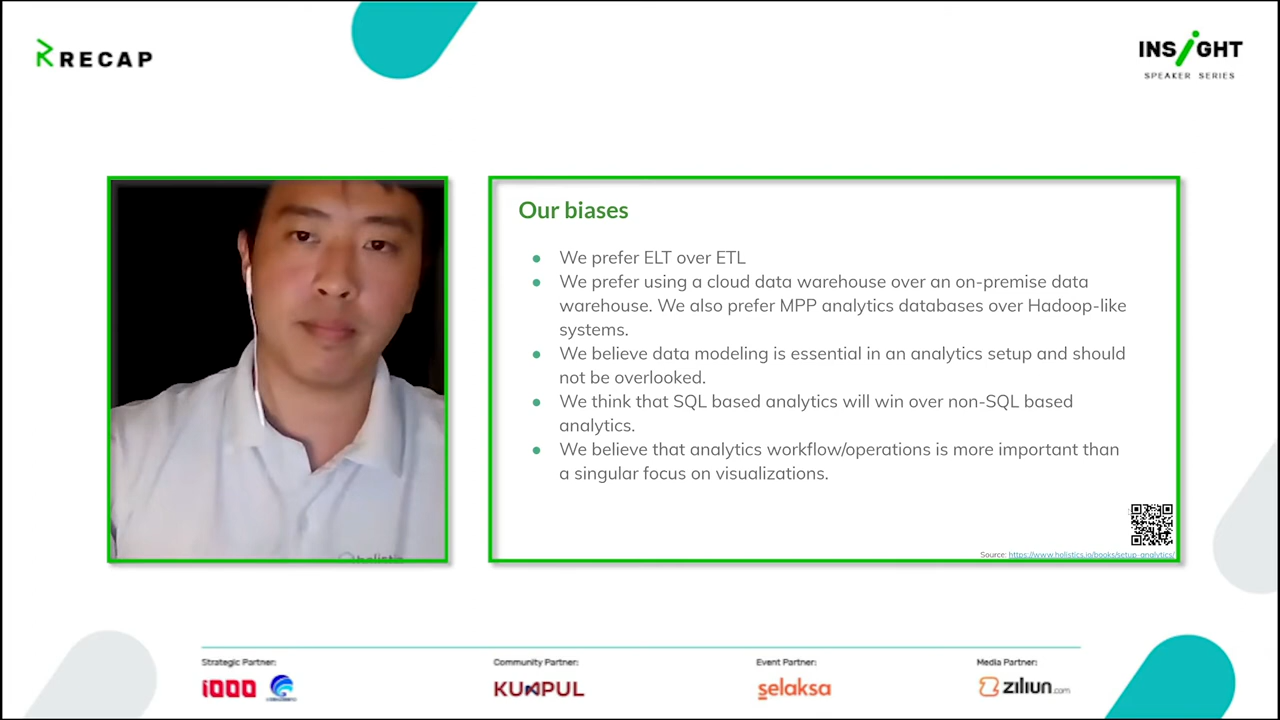 RECAP
INSIGHT
SPEAKER SERIES
Our biases
● We prefer ELT over ETL
● We prefer using a cloud data warehouse over an on-premise data
warehouse. We also prefer MPP analytics databases over Hadoop-like
systems.
● We believe data modeling is essential in an analytics setup and should
not be overlooked.
● We think that SQL based analytics will win over non-SQL based
analytics.
● We believe that analytics workflow/operations is more important than
a singular focus on visualizations.
Source: https://www.holistics.io/books/setup-analytics/
holistic
Strategic Partner:
Community Partner:
Event Partner:
Media Partner:
1000
KUMPUL
selaksa
ziliun.com